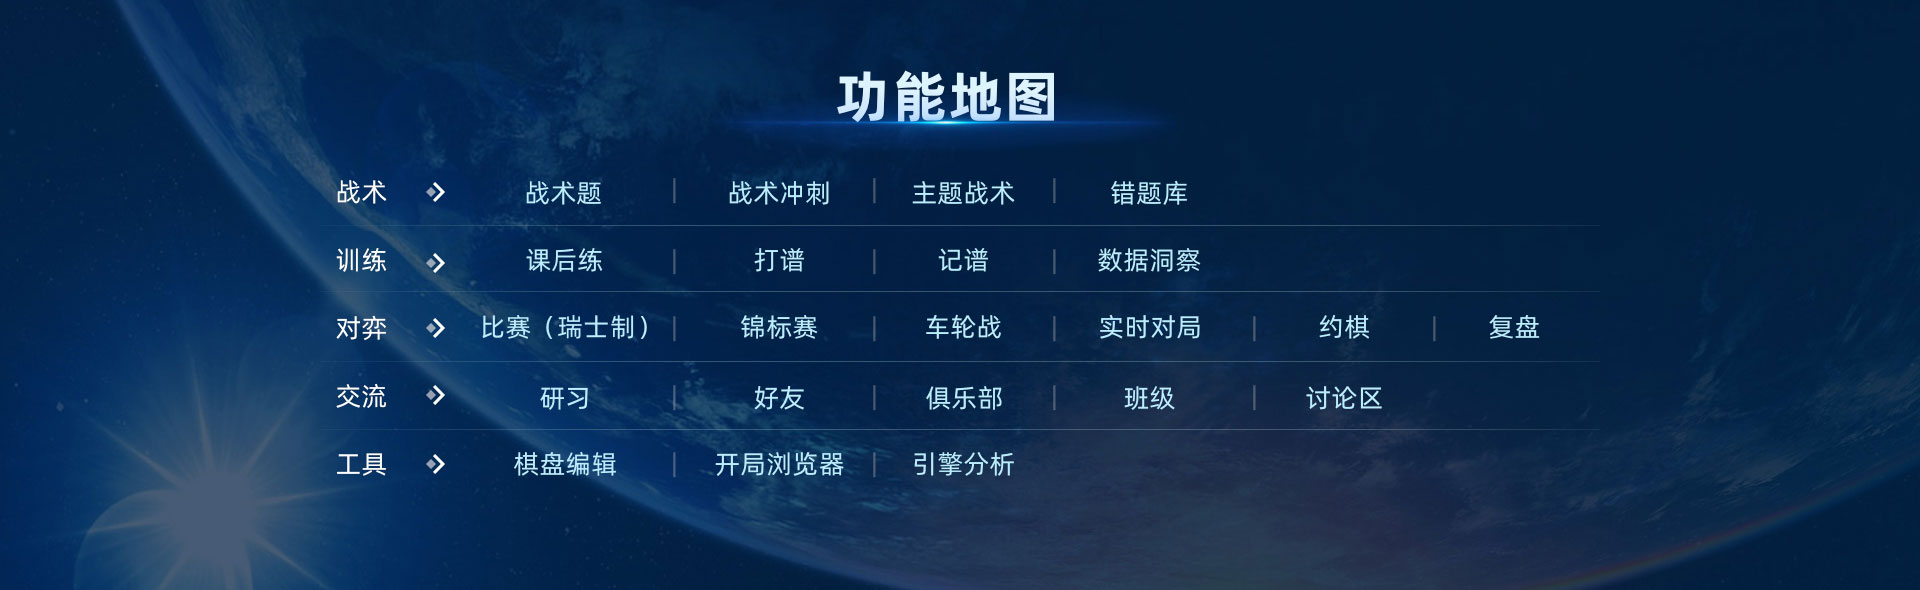 功能地图
战术 战术题 战术冲刺 主题战术 错题库
训练 课后练 打谱 记谱 数据洞察
对弈 比赛（瑞士制） 锦标赛 车轮战 实时对局 约棋 复盘
交流 研习 好友 俱乐部 班级 讨论区
工具 棋盘编辑 开局浏览器 引擎分析